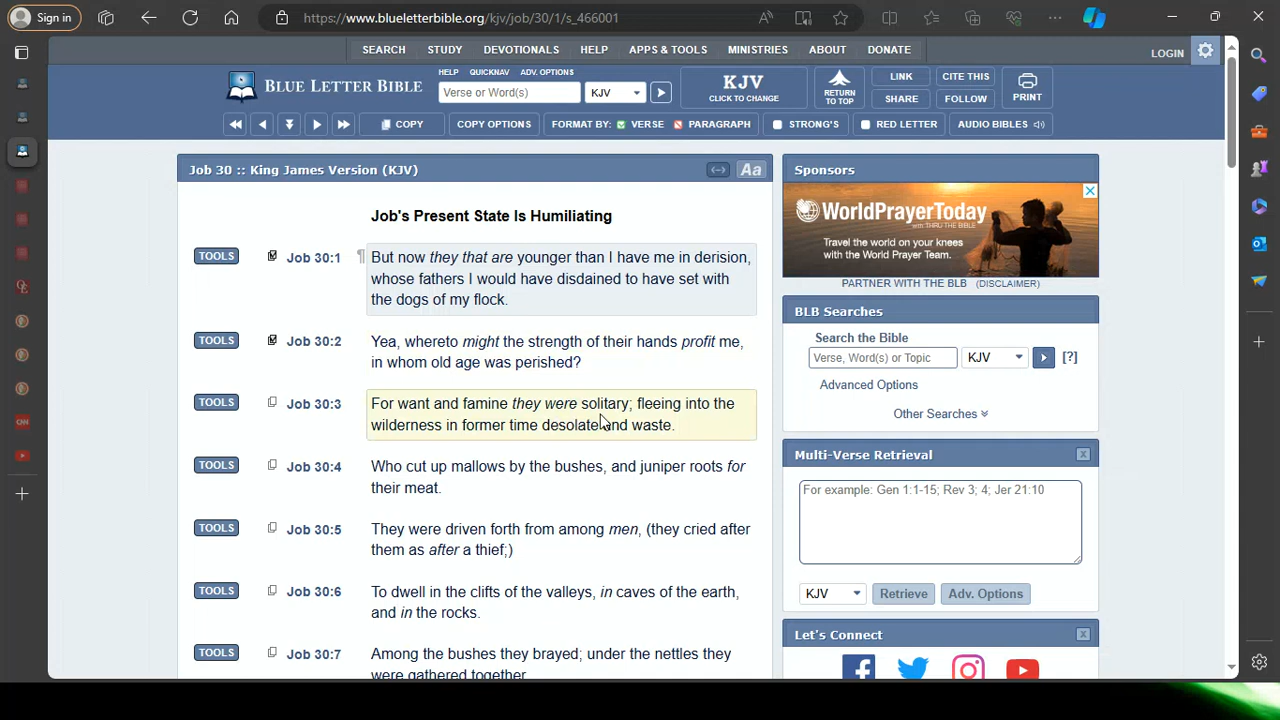 Sign in
https://www.blueletterbible.org/kjv/job/30/1/s_466001
SEARCH STUDY DEVOTIONALS HELP APPS & TOOLS MINISTRIES ABOUT DONATE
LOGIN
BLUE LETTER BIBLE
HELP QUICKNAV ADV. OPTIONS
Verse or Word(s) KJV
KJV
CLICK TO CHANGE
RETURN
TO TOP
LINK CITE THIS
SHARE FOLLOW
PRINT
COPY COPY OPTIONS FORMAT BY: VERSE PARAGRAPH STRONG'S RED LETTER AUDIO BIBLES
Job 30 :: King James Version (KJV)
Aa
Job's Present State Is Humiliating
TOOLS Job 30:1 ¶ But now they that are younger than I have me in derision,
whose fathers I would have disdained to have set with
the dogs of my flock.
TOOLS Job 30:2 Yea, whereto might the strength of their hands profit me,
in whom old age was perished?
TOOLS Job 30:3 For want and famine they were solitary; fleeing into the
wilderness in former time desolate and waste.
TOOLS Job 30:4 Who cut up mallows by the bushes, and juniper roots for
their meat.
TOOLS Job 30:5 They were driven forth from among men, (they cried after
them as after a thief;)
TOOLS Job 30:6 To dwell in the clifts of the valleys, in caves of the earth,
and in the rocks.
TOOLS Job 30:7 Among the bushes they brayed; under the nettles they
were gathered together.
Sponsors
WorldPrayerToday
with THRU THE BIBLE
Travel the world on your
knees with World Prayer Team.
PARTNER WITH THE BLB (DISCLAIMER)
BLB Searches
Search the Bible
Verse, Word(s) or Topic KJV [?]
Advanced Options
Other Searches
Multi-Verse Retrieval x
For example: Gen 1:1-15; Rev 3; 4; Jer 21:10
KJV Retrieve Adv. Options
Let's Connect x
CNN